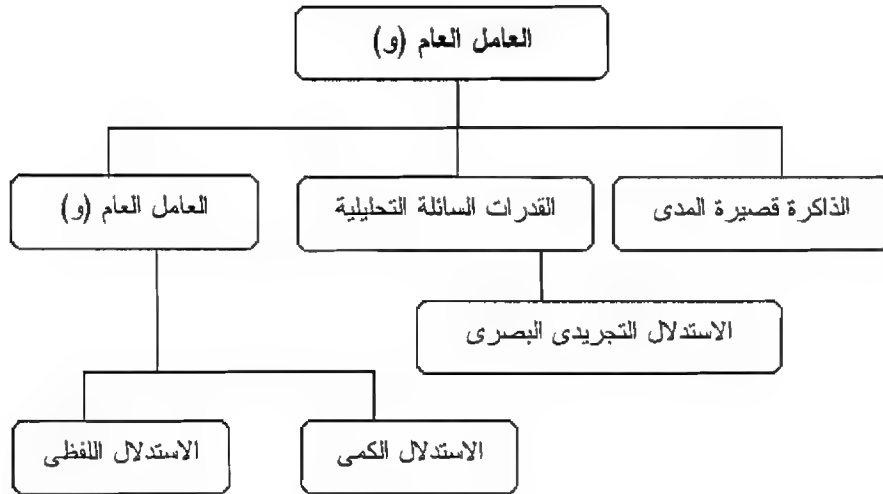 العامل العام (و)
الذاكرة قصيرة المدى
القدرات السائلة التحليلية
العامل العام (و)
الاستدلال التجريدى البصرى
الاستدلال الكمى
الاستدلال اللفظى